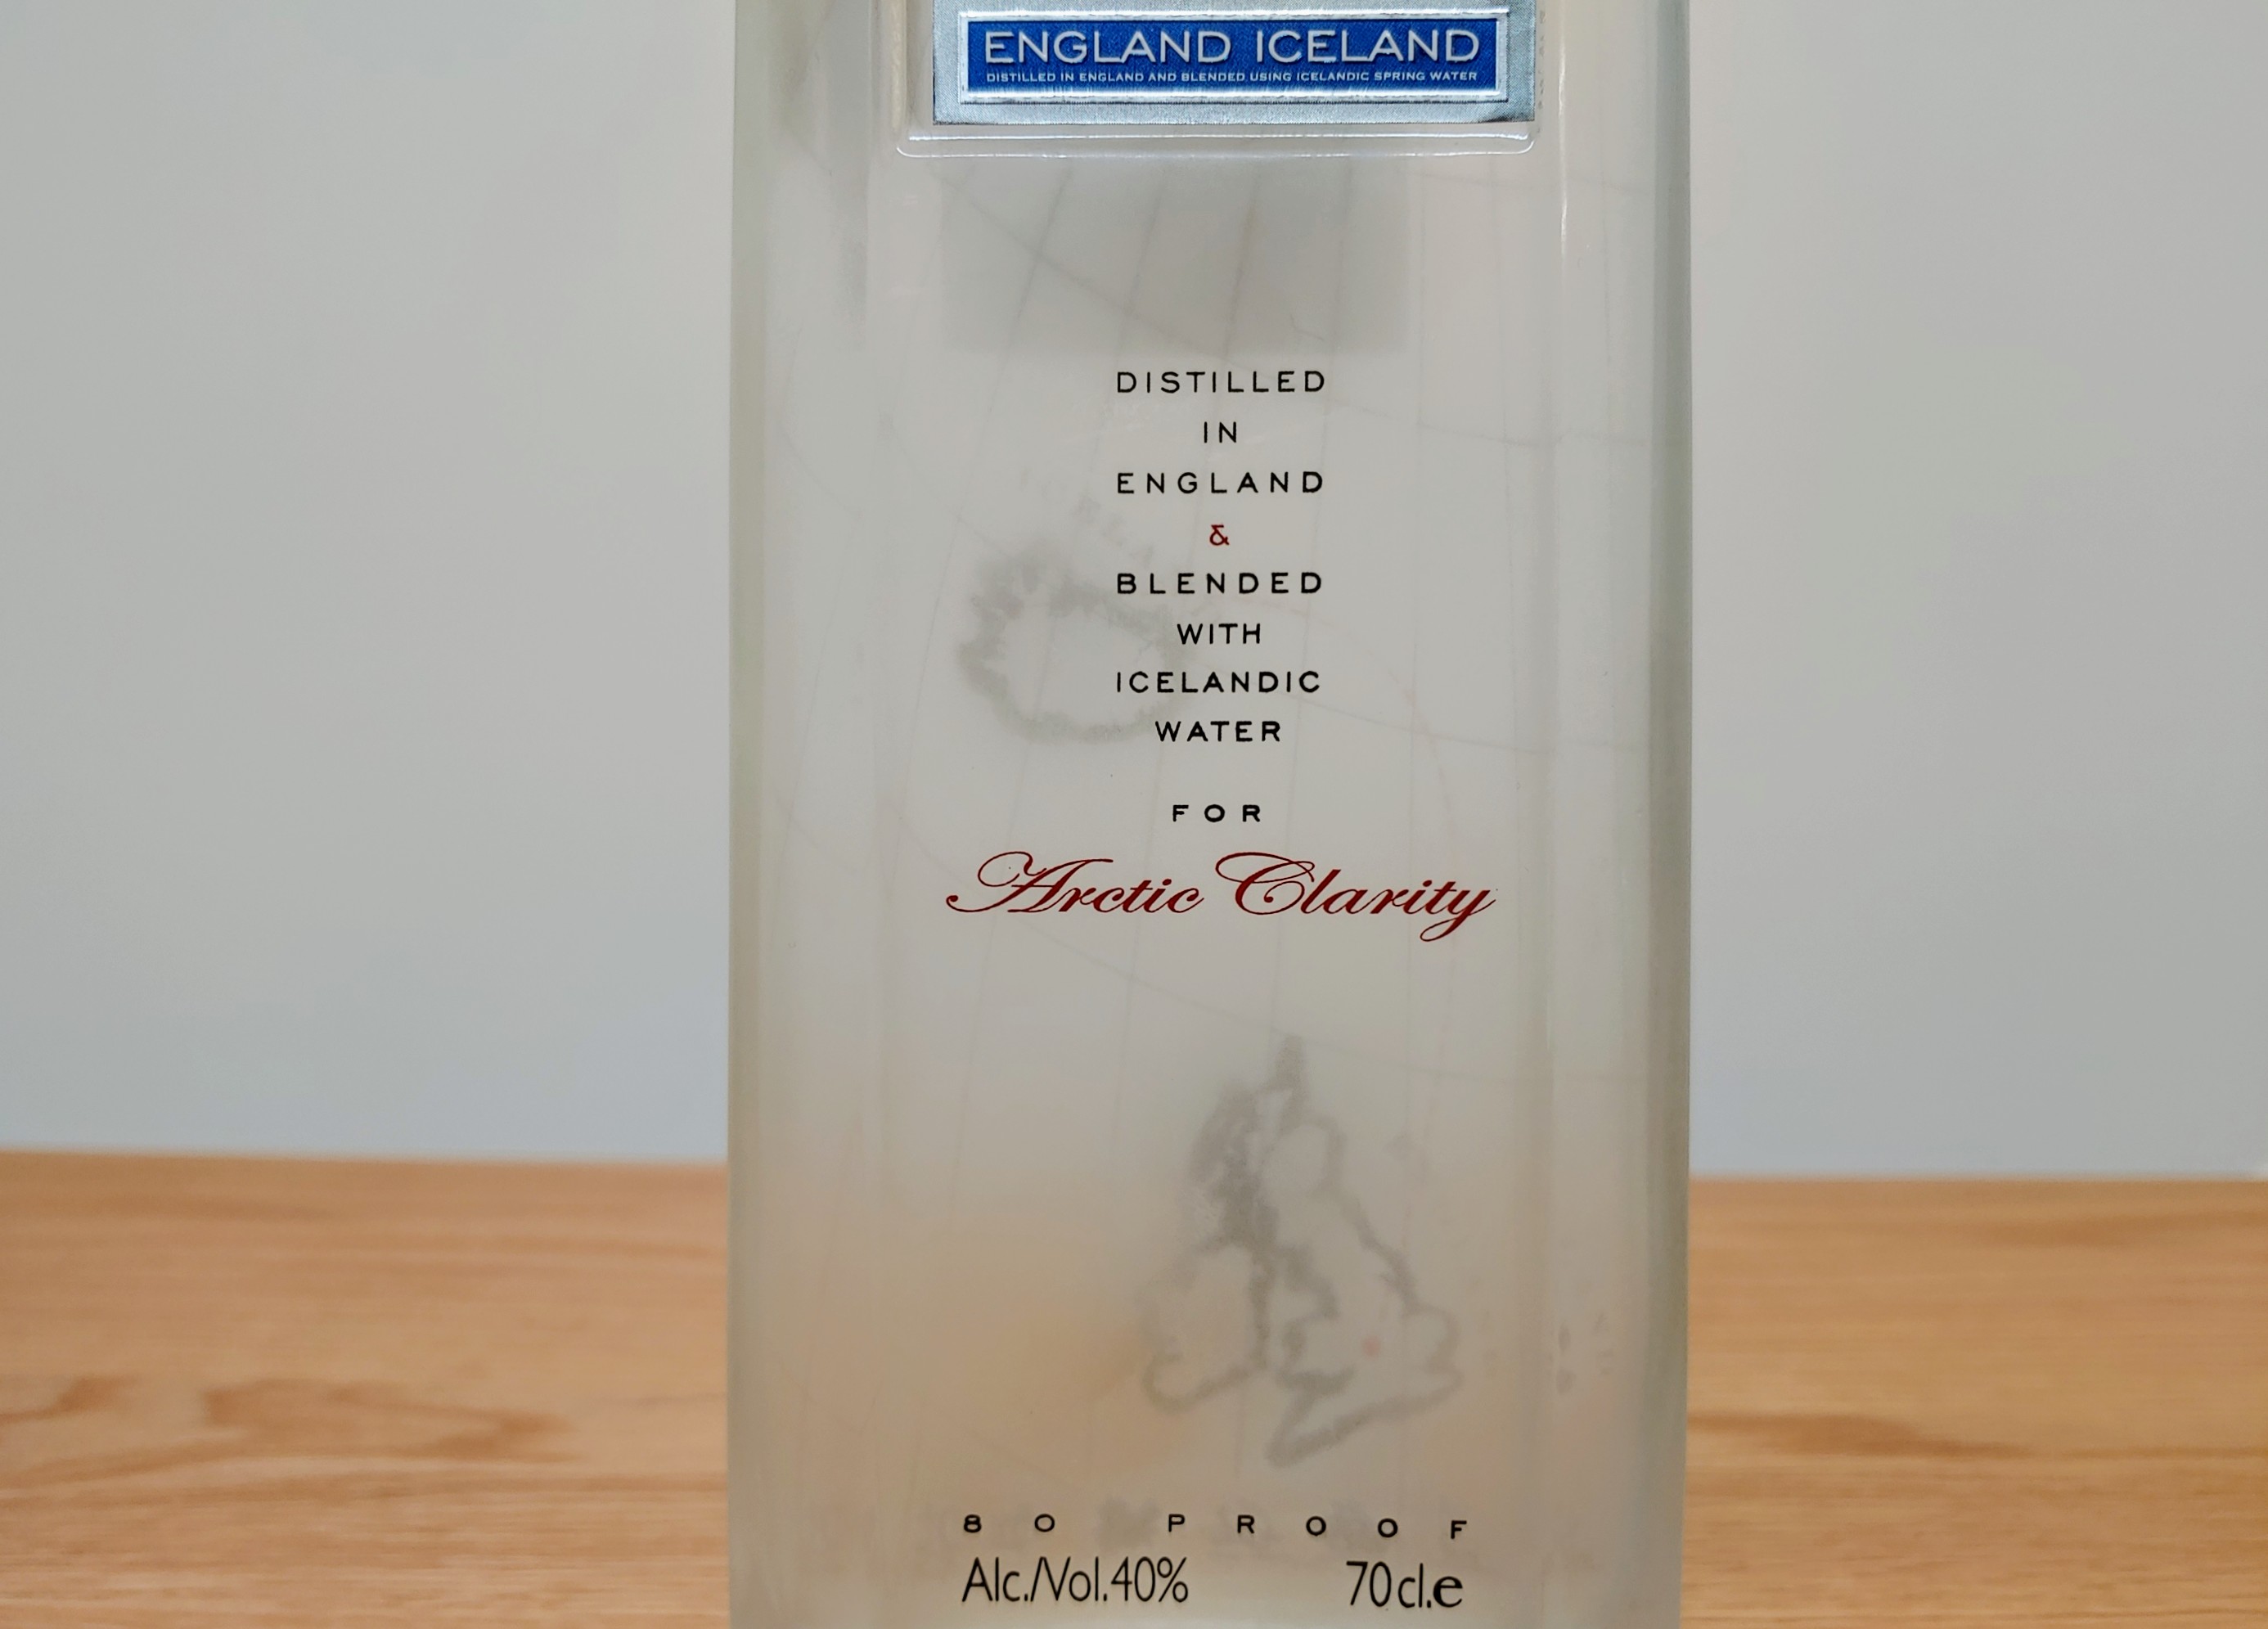 ENGLAND ICELAND
DISTILLED IN ENGLAND AND BLENDED USING ICELANDIC SPRING WATER
DISTILLED
IN
ENGLAND
&
BLENDED
WITH
ICELANDIC
WATER
FOR
Arctic Clarity
80 PROOF
Alc./Vol.40% 70cl.e